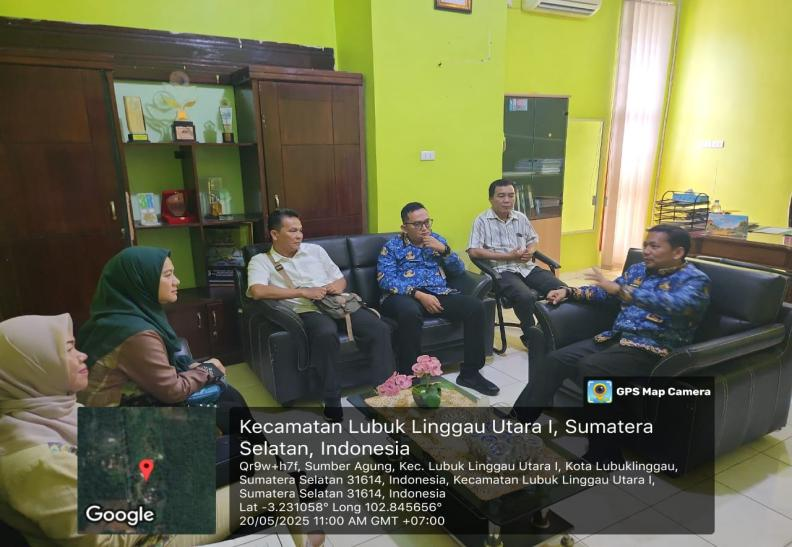 GPS Map Camera
Kecamatan Lubuk Linggau Utara I, Sumatera
Selatan, Indonesia
Qr9w+h7f, Sumber Agung, Kec. Lubuk Linggau Utara I, Kota Lubuklinggau,
Sumatera Selatan 31614, Indonesia, Kecamatan Lubuk Linggau Utara I,
Sumatera Selatan 31614, Indonesia
Lat -3.231058° Long 102.845656°
20/05/2025 11:00 AM GMT +07:00
Google